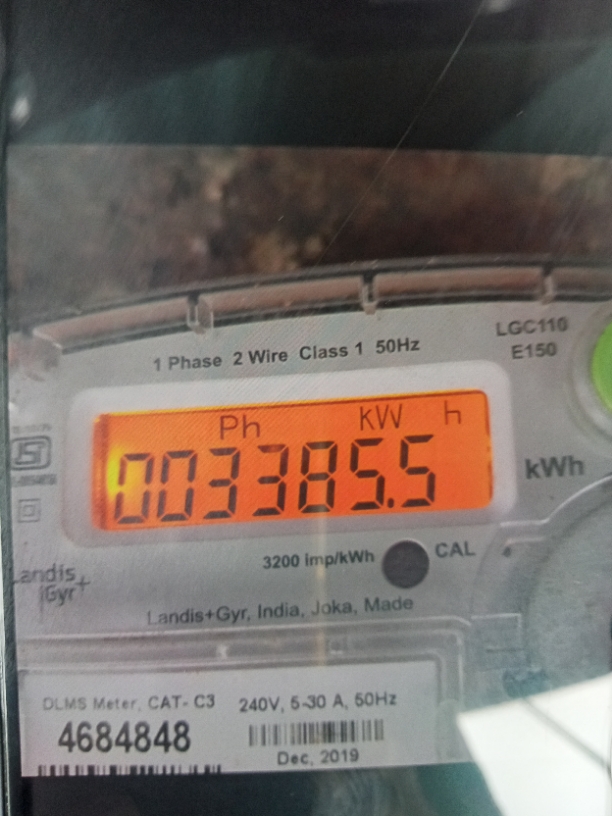 LGC110
E150
1 Phase 2 Wire Class 1 50Hz
Ph KW h
003385.5
kWh
3200 imp/kWh CAL
Landis+
Gyr
Landis+Gyr, India, Joka, Made
DLMS Meter, CAT- C3 240V, 5-30 A, 50Hz
4684848
Dec, 2019